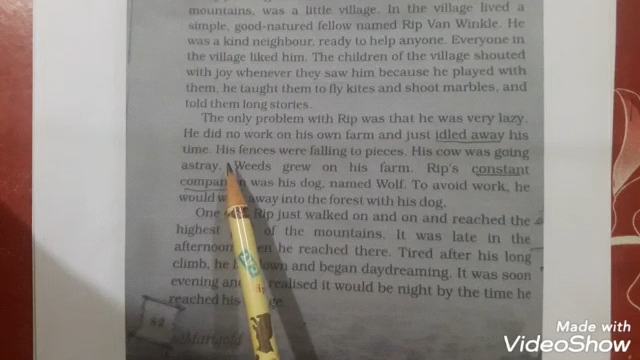 mountains, was a little village. In the village lived a
simple, good-natured fellow named Rip Van Winkle. He
was a kind neighbour, ready to help anyone. Everyone in
the village liked him. The children of the village shouted
with joy whenever they saw him because he played with
them, he taught them to fly kites and shoot marbles, and
told them long stories.
The only problem with Rip was that he was very lazy.
He did no work on his own farm and just idled away his
time. His fences were falling to pieces. His cow was going
astray. Weeds grew on his farm. Rip's constant
was his dog, named Wolf. To avoid work, he
would away into the forest with his dog.
One Rip just walked on and on and reached the
highest of the mountains. It was late in the
afternoon he reached there. Tired after his long
climb, he down and began daydreaming. It was soon
evening and realised it would be night by the time he
reached his
82
Marigold
Made with
VideoShow